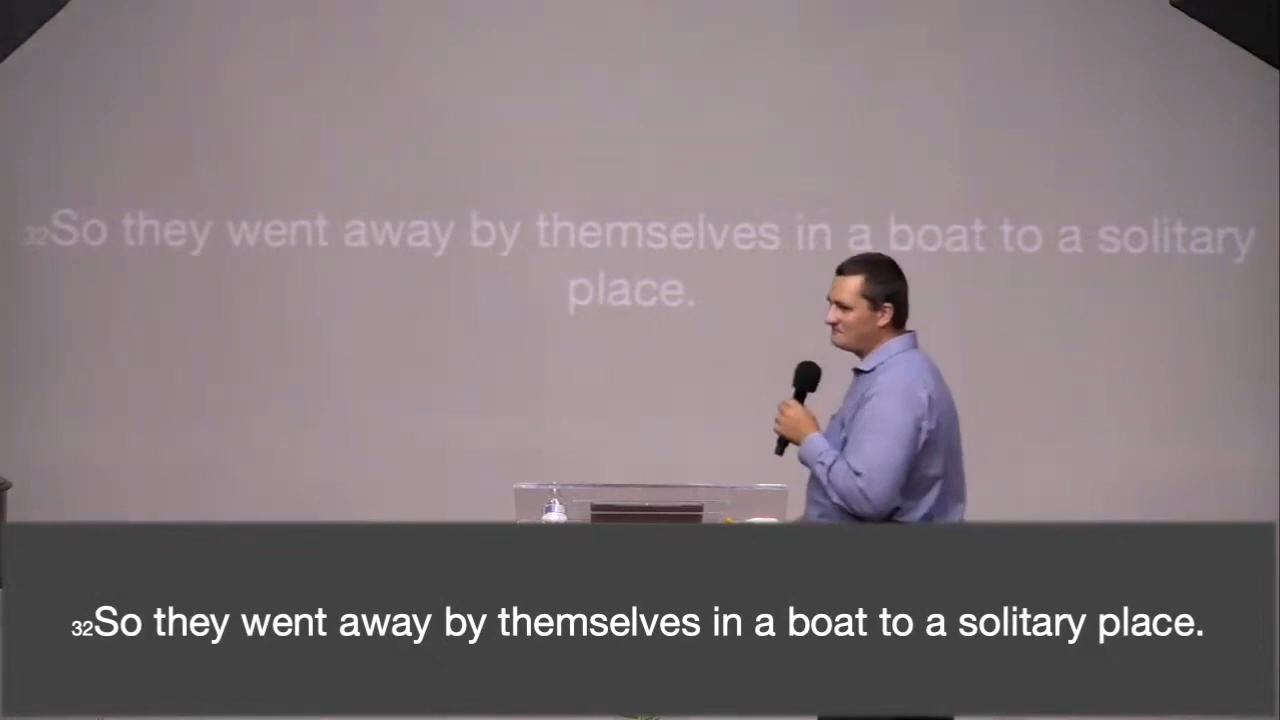 32So they went away by themselves in a boat to a solitary
place.
32So they went away by themselves in a boat to a solitary place.